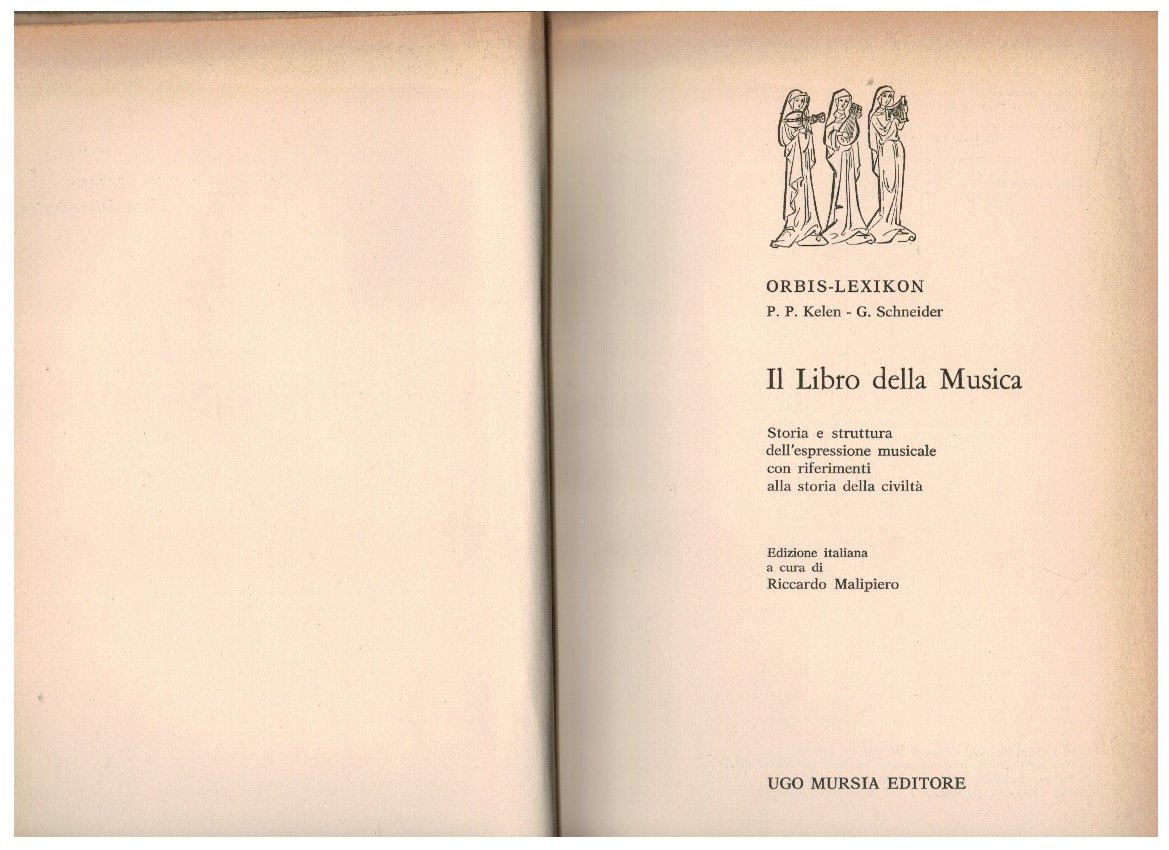 ORBIS-LEXIKON
P. P. Kelen - G. Schneider
Il Libro della Musica
Storia e struttura
dell'espressione musicale
con riferimenti
alla storia della civiltà
Edizione italiana
a cura di
Riccardo Malipiero
UGO MURSIA EDITORE